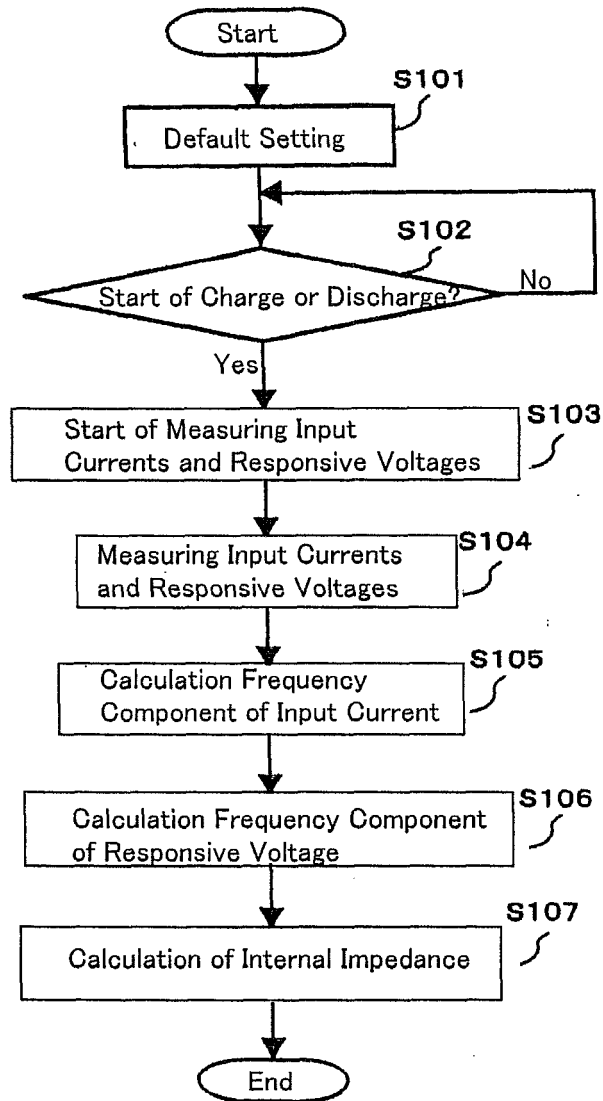 Start
S101
Default Setting
S102
Start of Charge or Discharge?
No
Yes
S103
Start of Measuring Input
Currents and Responsive Voltages
S104
Measuring Input Currents
and Responsive Voltages
S105
Calculation Frequency
Component of Input Current
S106
Calculation Frequency Component
of Responsive Voltage
S107
Calculation of Internal Impedance
End